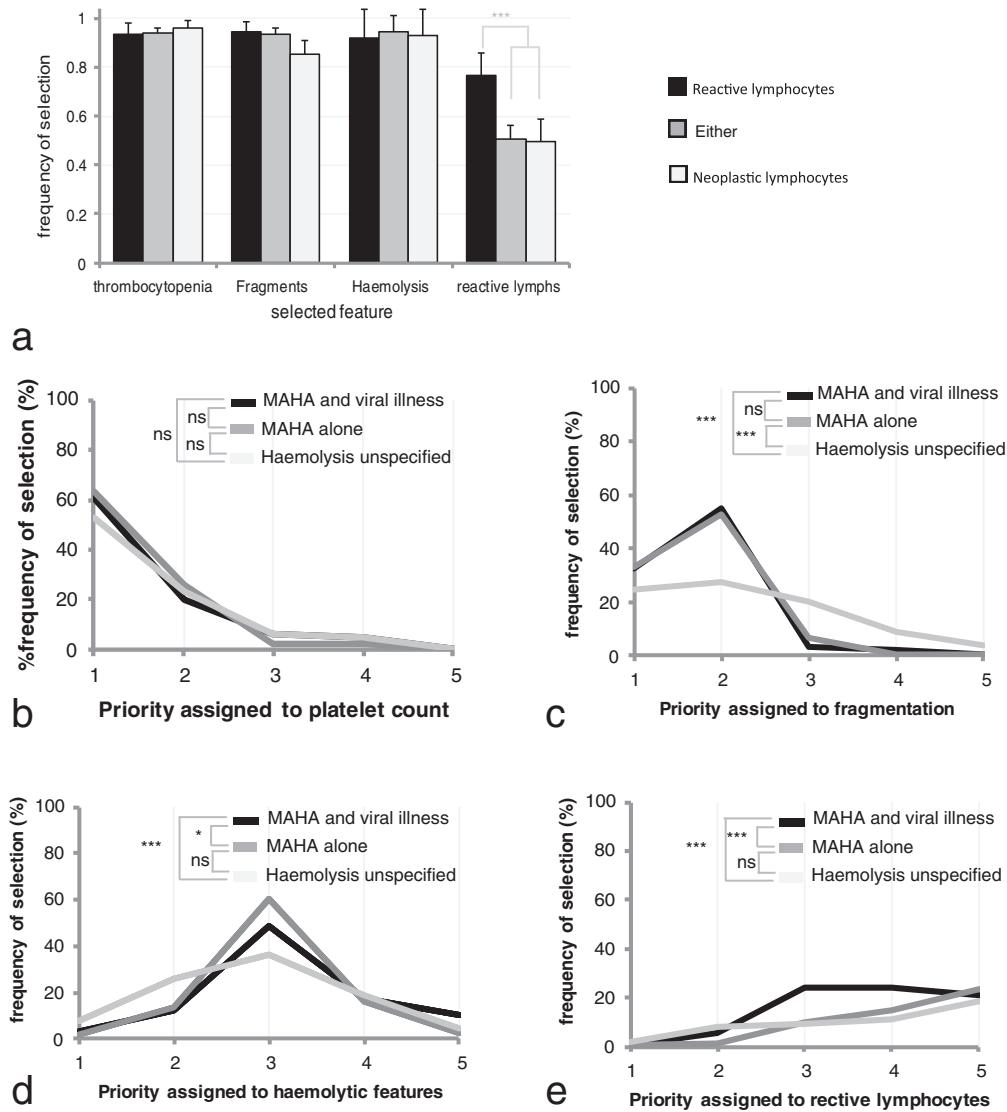 1
0.8
0.6
0.4
0.2
0
frequency of selection
***
thrombocytopenia Fragments Haemolysis reactive lymphs
selected feature
Reactive lymphocytes
Either
Neoplastic lymphocytes
a
100
80
60
40
20
0
%frequency of selection (%)
ns
ns
ns
MAHA and viral illness
MAHA alone
Haemolysis unspecified
1 2 3 4 5
Priority assigned to platelet count
b
100
80
60
40
20
0
frequency of selection (%)
***
ns
***
MAHA and viral illness
MAHA alone
Haemolysis unspecified
1 2 3 4 5
Priority assigned to fragmentation
c
100
80
60
40
20
0
frequency of selection (%)
***
*
ns
MAHA and viral illness
MAHA alone
Haemolysis unspecified
1 2 3 4 5
Priority assigned to haemolytic features
d
100
80
60
40
20
0
frequency of selection (%)
***
***
ns
MAHA and viral illness
MAHA alone
Haemolysis unspecified
1 2 3 4 5
Priority assigned to rective lymphocytes
e